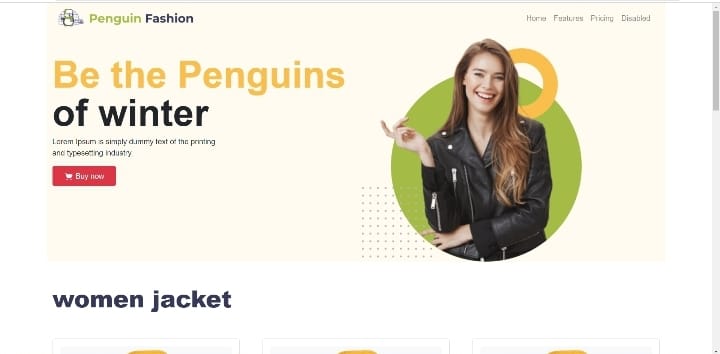 Penguin Fashion
Home Features Pricing Disabled
Be the Penguins
of winter
Lorem Ipsum is simply dummy text of the printing
and typesetting industry
Buy now
women jacket